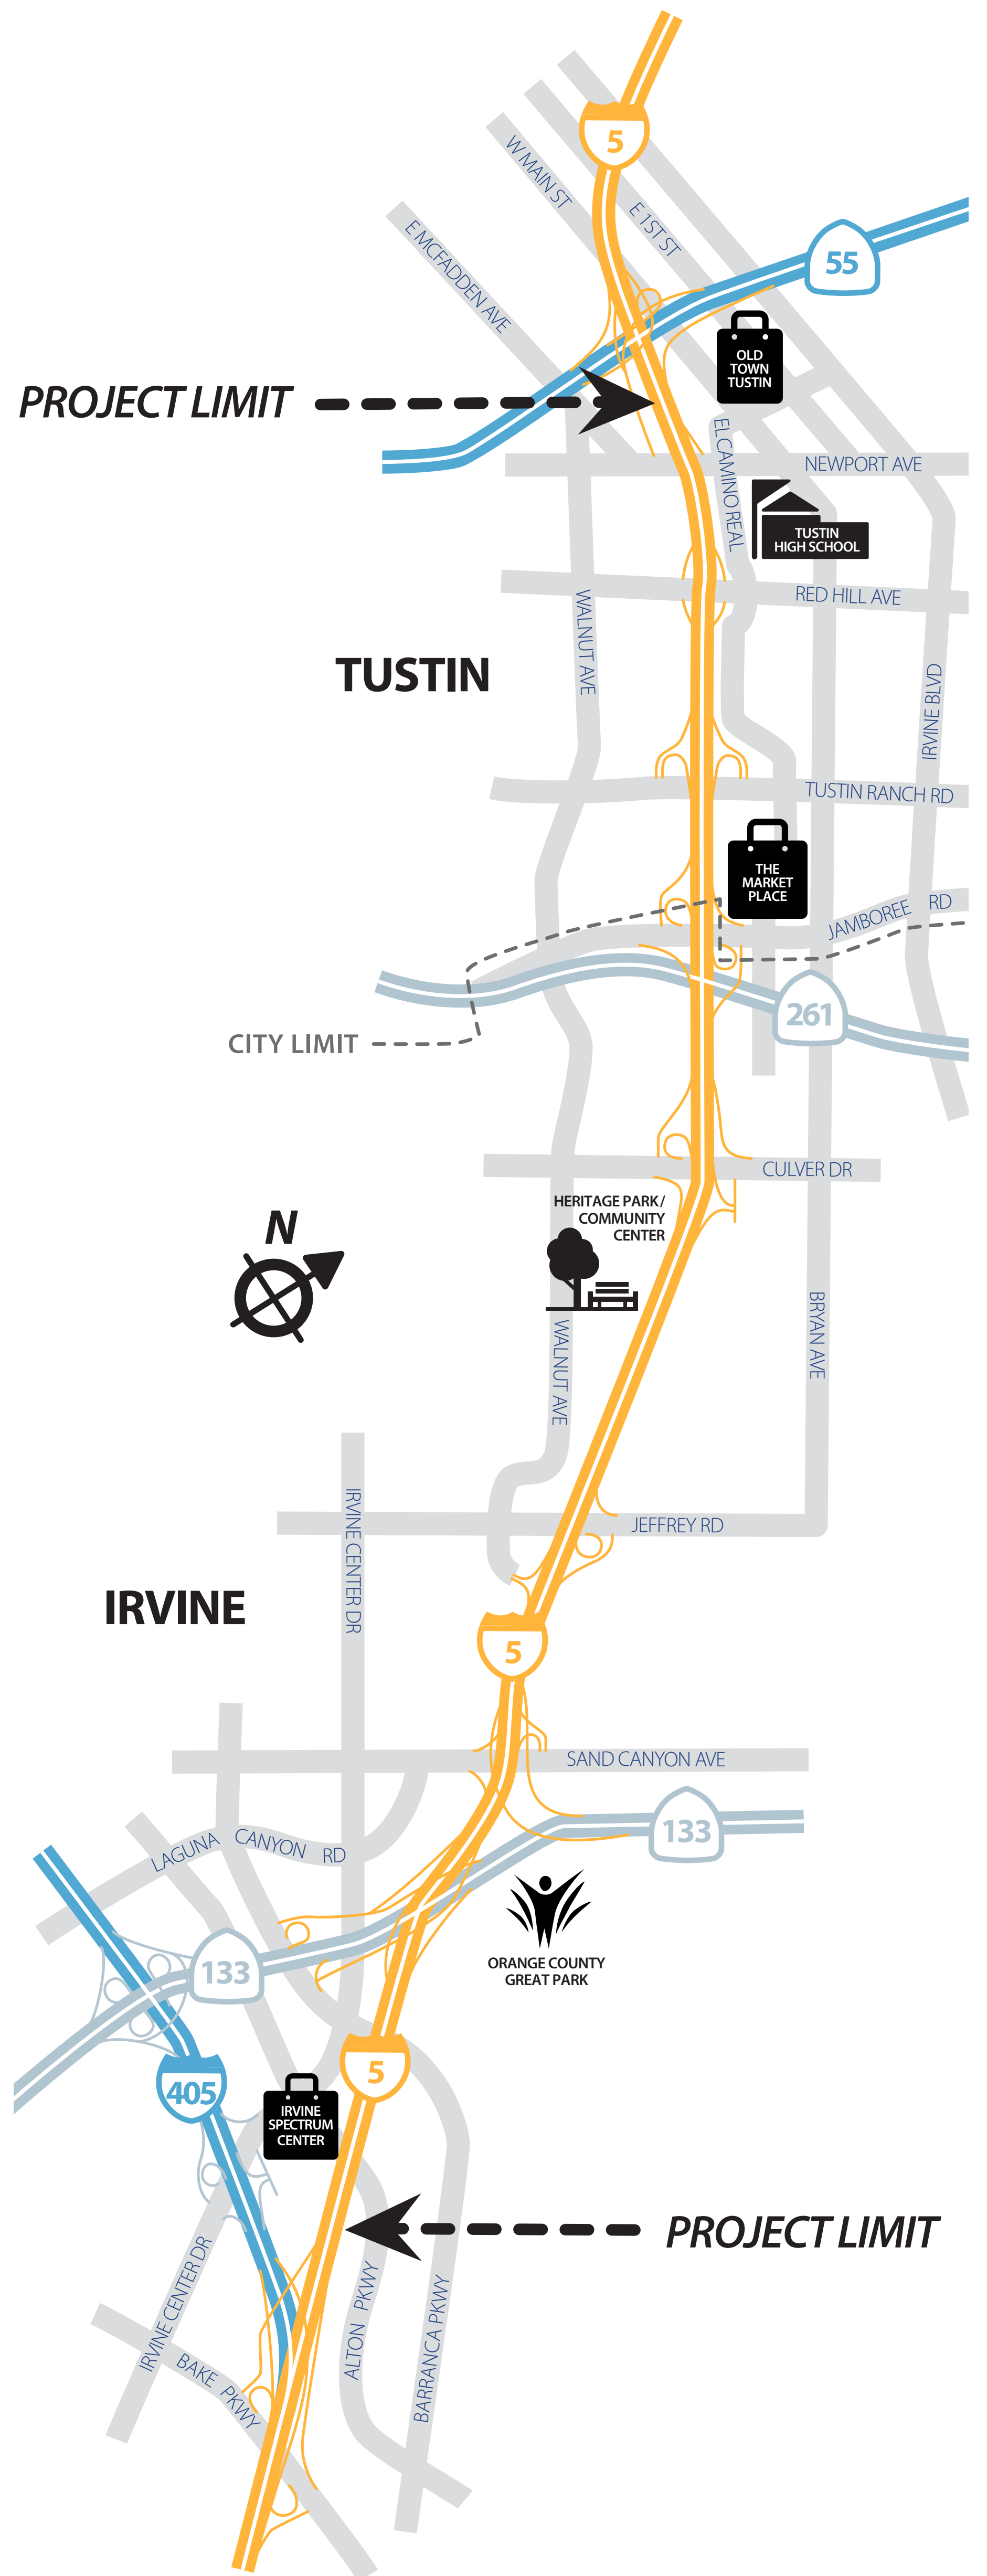 5
W MAIN ST
E 1ST ST
E MCFADDEN AVE
55
OLD
TOWN
TUSTIN
PROJECT LIMIT
EL CAMINO REAL
NEWPORT AVE
TUSTIN
HIGH SCHOOL
WALNUT AVE
RED HILL AVE
TUSTIN
IRVINE BLVD
TUSTIN RANCH RD
THE
MARKET
PLACE
JAMBOREE RD
261
CITY LIMIT
CULVER DR
HERITAGE PARK/
COMMUNITY
CENTER
N
BRYAN AVE
WALNUT AVE
IRVINE CENTER DR
JEFFREY RD
IRVINE
5
SAND CANYON AVE
133
LAGUNA CANYON RD
ORANGE COUNTY
GREAT PARK
133
5
405
IRVINE
SPECTRUM
CENTER
PROJECT LIMIT
IRVINE CENTER DR
ALTON PKWY
BARRANCA PKWY
BAKE PKWY